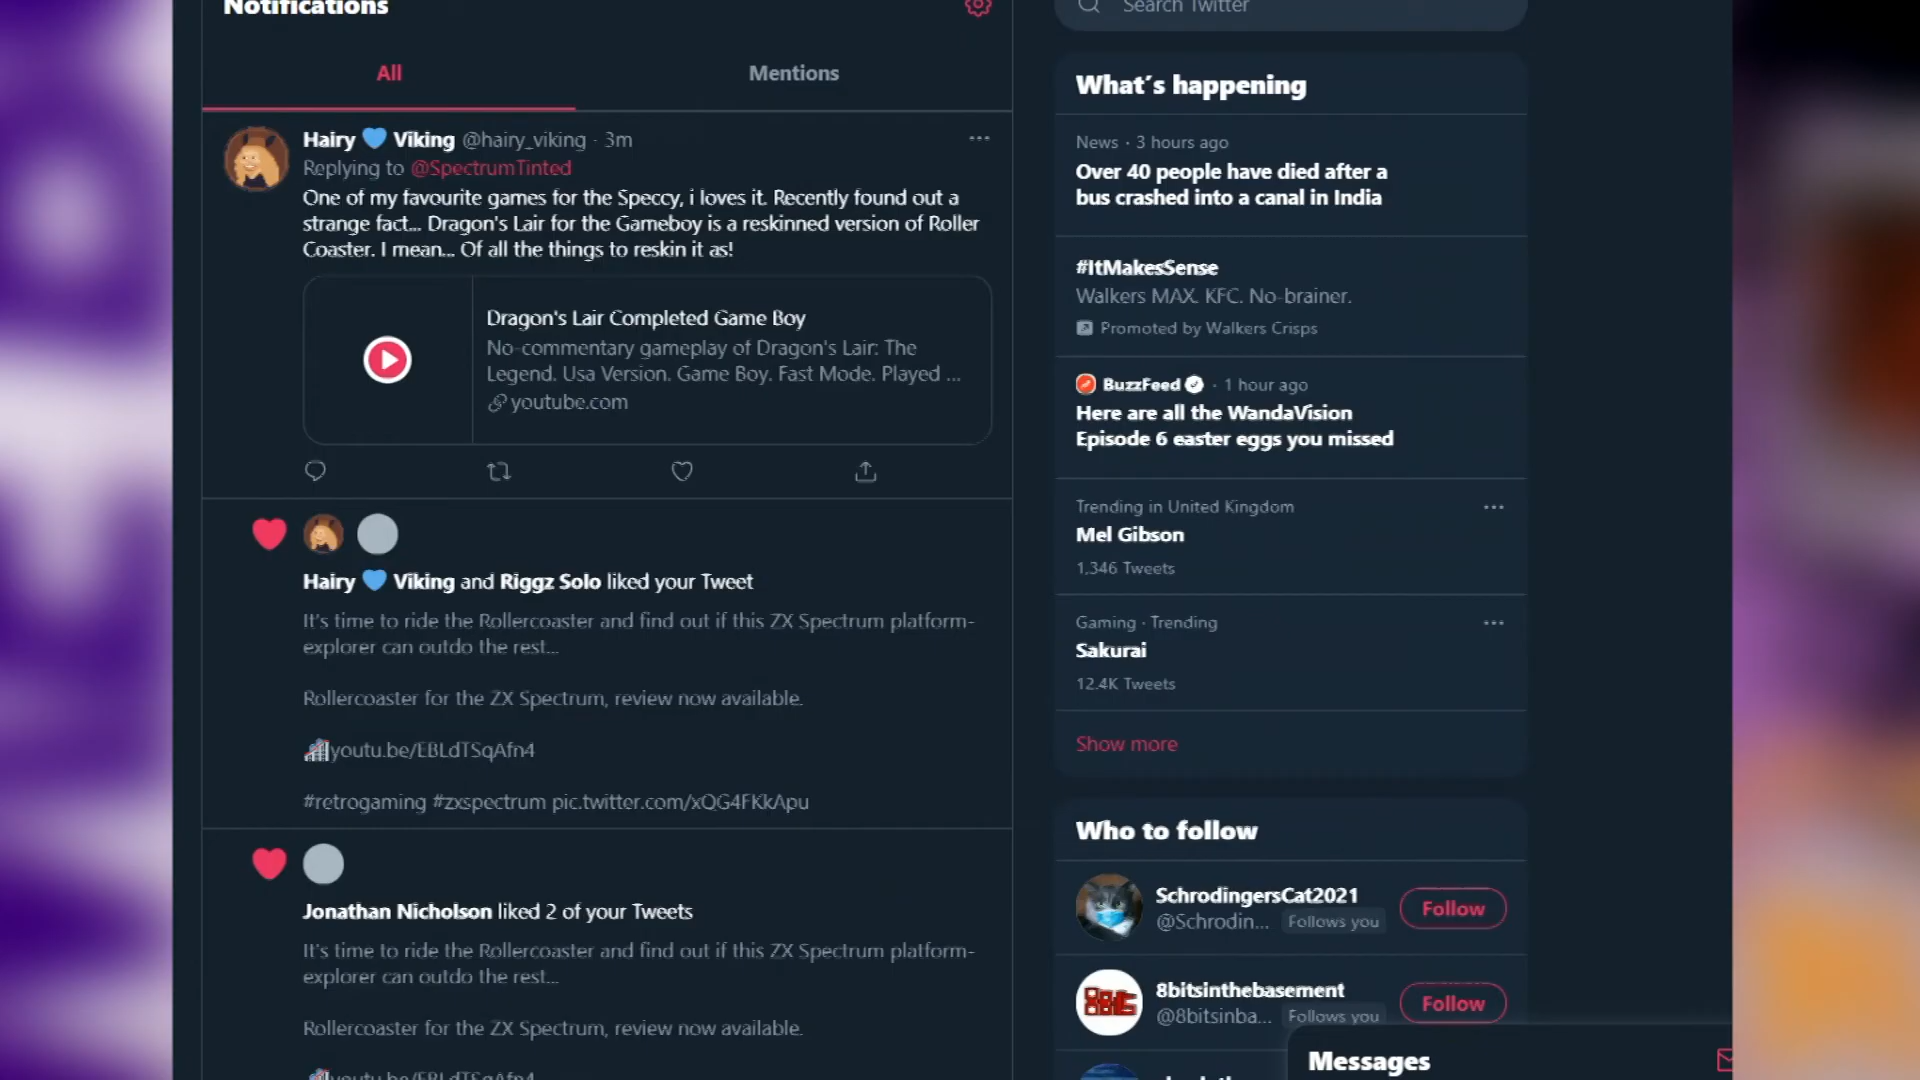 Notifications
Search Twitter
All
Mentions
Hairy 💙 Viking @hairy_viking · 3m
Replying to @SpectrumTinted
One of my favourite games for the Speccy, i loves it. Recently found out a
strange fact... Dragon's Lair for the Gameboy is a reskinned version of Roller
Coaster. I mean... Of all the things to reskin it as!
Dragon's Lair Completed Game Boy
No-commentary gameplay of Dragon's Lair: The
Legend. Usa Version. Game Boy. Fast Mode. Played ...
youtube.com
Hairy 💙 Viking and Riggz Solo liked your Tweet
It's time to ride the Rollercoaster and find out if this ZX Spectrum platform-
explorer can outdo the rest...
Rollercoaster for the ZX Spectrum, review now available.
youtu.be/EBLdTSqAfn4
#retrogaming #zxspectrum pic.twitter.com/xQG4FKkApu
Jonathan Nicholson liked 2 of your Tweets
It's time to ride the Rollercoaster and find out if this ZX Spectrum platform-
explorer can outdo the rest...
Rollercoaster for the ZX Spectrum, review now available.
youtu.be/EBLdTSqAfn4
What's happening
News · 3 hours ago
Over 40 people have died after a
bus crashed into a canal in India
#ItMakesSense
Walkers MAX. KFC. No-brainer.
Promoted by Walkers Crisps
BuzzFeed · 1 hour ago
Here are all the WandaVision
Episode 6 easter eggs you missed
Trending in United Kingdom
Mel Gibson
1,346 Tweets
Gaming · Trending
Sakurai
12.4K Tweets
Show more
Who to follow
SchrodingersCat2021
@Schrodin... Follows you
Follow
8bitsinthebasement
@8bitsinba... Follows you
Follow
Messages